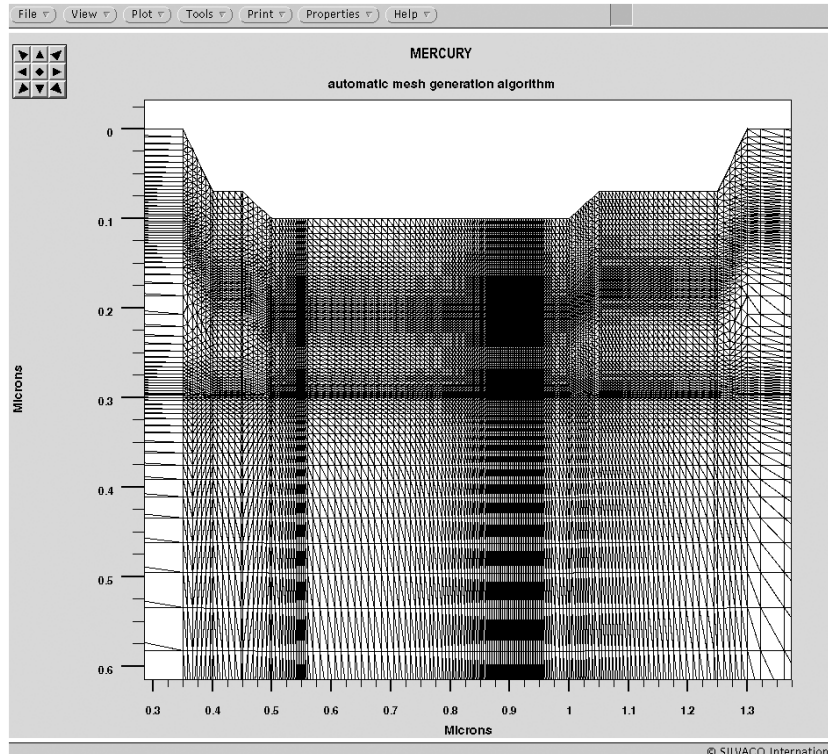 File View Plot Tools Print Properties Help
MERCURY
automatic mesh generation algorithm
0
0.1
0.2
0.3
0.4
0.5
0.6
Microns
0.3 0.4 0.5 0.6 0.7 0.8 0.9 1 1.1 1.2 1.3
Microns
© SILVACO Internation